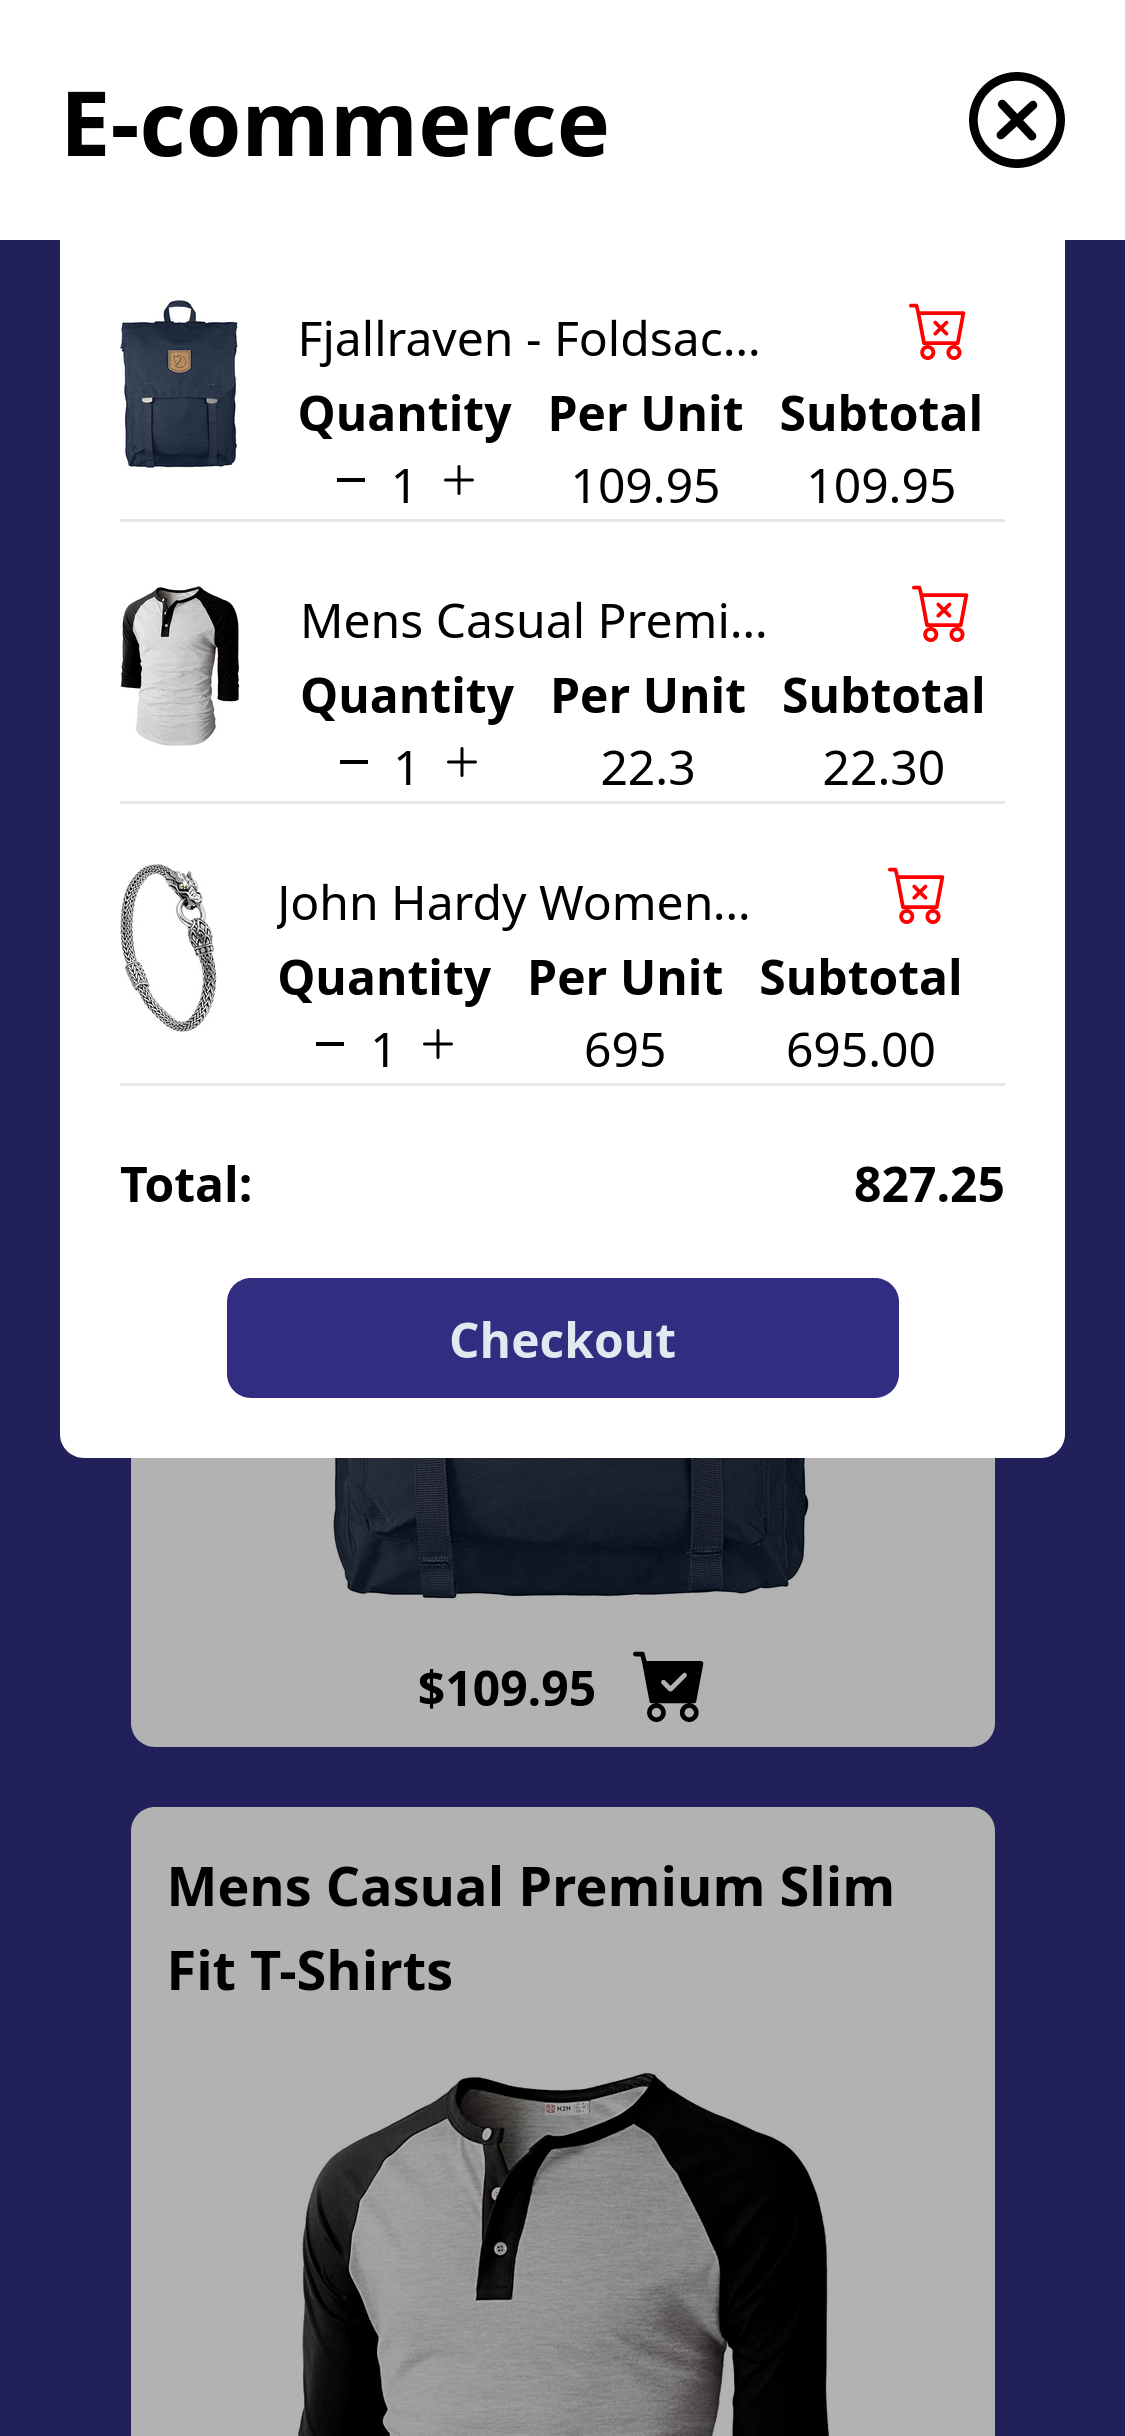 E-commerce
Fjallraven - Foldsac...
Quantity Per Unit Subtotal
− 1 + 109.95 109.95
Mens Casual Premi...
Quantity Per Unit Subtotal
− 1 + 22.3 22.30
John Hardy Women...
Quantity Per Unit Subtotal
− 1 + 695 695.00
Total: 827.25
Checkout
$109.95
Mens Casual Premium Slim
Fit T-Shirts
H2H